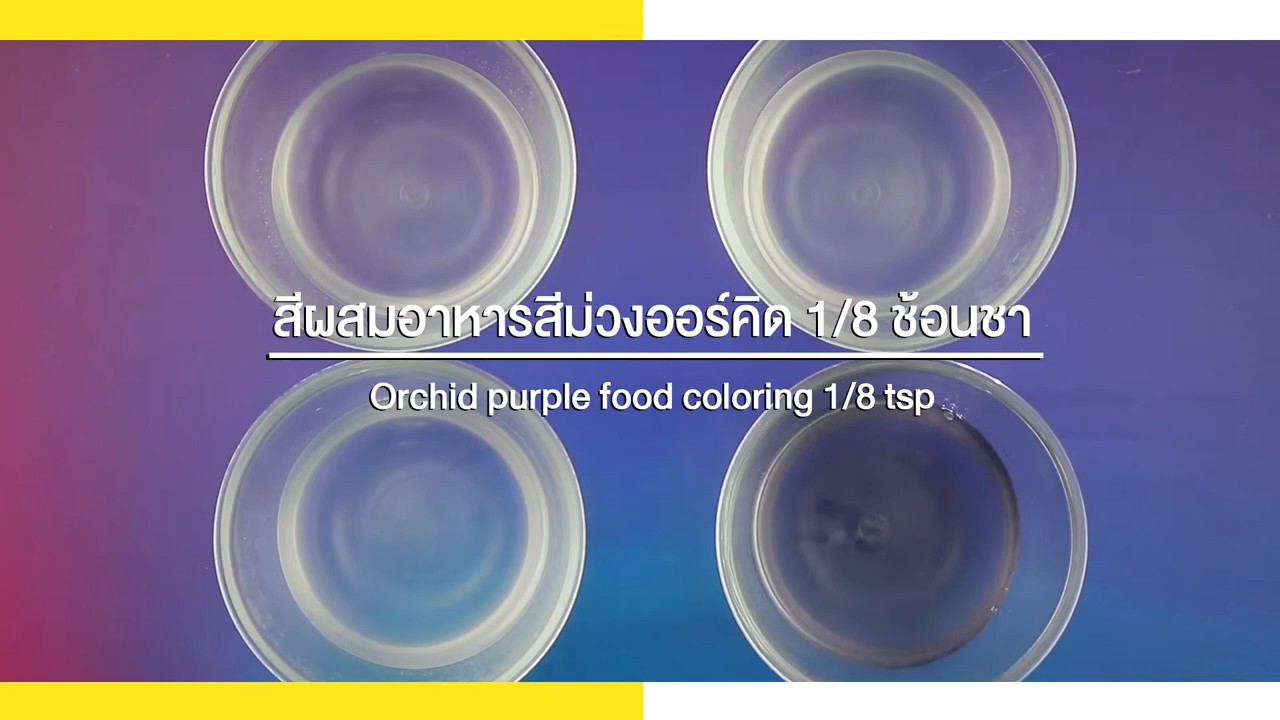 สีผสมอาหารสีม่วงออร์คิด 1/8 ช้อนชา
Orchid purple food coloring 1/8 tsp